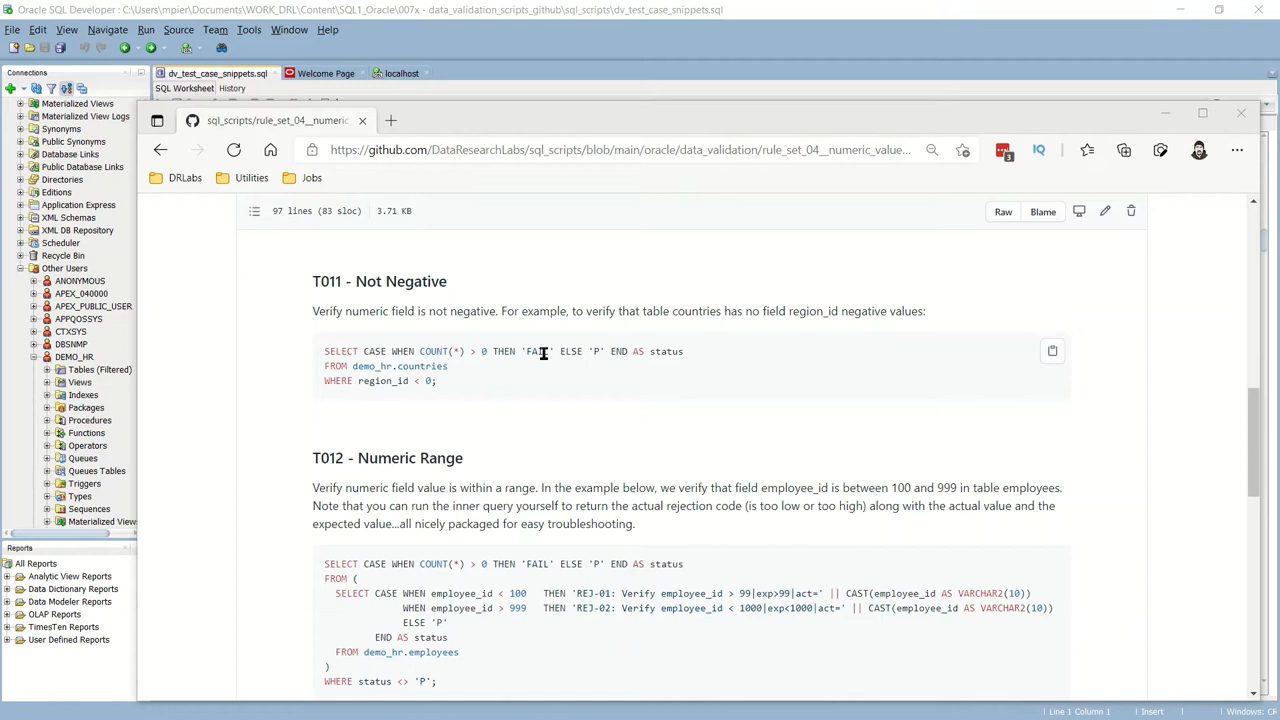 Oracle SQL Developer : C:\Users\mpier\Documents\WORK_DRL\Content\SQL1_Oracle\007x - data_validation_scripts_github\sql_scripts\dv_test_case_snippets.sql
File Edit View Navigate Run Source Team Tools Window Help
Connections
dv_test_case_snippets.sql Welcome Page localhost
SQL Worksheet History
Materialized Views
Materialized View Logs
Synonyms
Public Synonyms
Database Links
Public Database Links
Directories
Editions
Application Express
XML Schemas
XML DB Repository
Scheduler
Recycle Bin
Other Users
ANONYMOUS
APEX_040000
APEX_PUBLIC_USER
APPQOSSYS
CTXSYS
DBSNMP
DEMO_HR
Tables (Filtered)
Views
Indexes
Packages
Procedures
Functions
Operators
Queues
Queues Tables
Triggers
Types
Sequences
Materialized View
Reports
All Reports
Analytic View Reports
Data Dictionary Reports
Data Modeler Reports
OLAP Reports
TimesTen Reports
User Defined Reports
sql_scripts/rule_set_04__numeric
https://github.com/DataResearchLabs/sql_scripts/blob/main/oracle/data_validation/rule_set_04__numeric_value...
3
IQ
DRLabs Utilities Jobs
97 lines (83 sloc) 3.71 KB
Raw Blame
T011 - Not Negative
Verify numeric field is not negative. For example, to verify that table countries has no field region_id negative values:
SELECT CASE WHEN COUNT(*) > 0 THEN 'FAIL' ELSE 'P' END AS status
FROM demo_hr.countries
WHERE region_id < 0;
T012 - Numeric Range
Verify numeric field value is within a range. In the example below, we verify that field employee_id is between 100 and 999 in table employees.
Note that you can run the inner query yourself to return the actual rejection code (is too low or too high) along with the actual value and the
expected value...all nicely packaged for easy troubleshooting.
SELECT CASE WHEN COUNT(*) > 0 THEN 'FAIL' ELSE 'P' END AS status
FROM (
SELECT CASE WHEN employee_id < 100 THEN 'REJ-01: Verify employee_id > 99|exp>99|act=' || CAST(employee_id AS VARCHAR2(10))
WHEN employee_id > 999 THEN 'REJ-02: Verify employee_id < 1000|exp<1000|act=' || CAST(employee_id AS VARCHAR2(10))
ELSE 'P'
END AS status
FROM demo_hr.employees
)
WHERE status <> 'P';
Line 1 Column 1 Insert Windows: CF